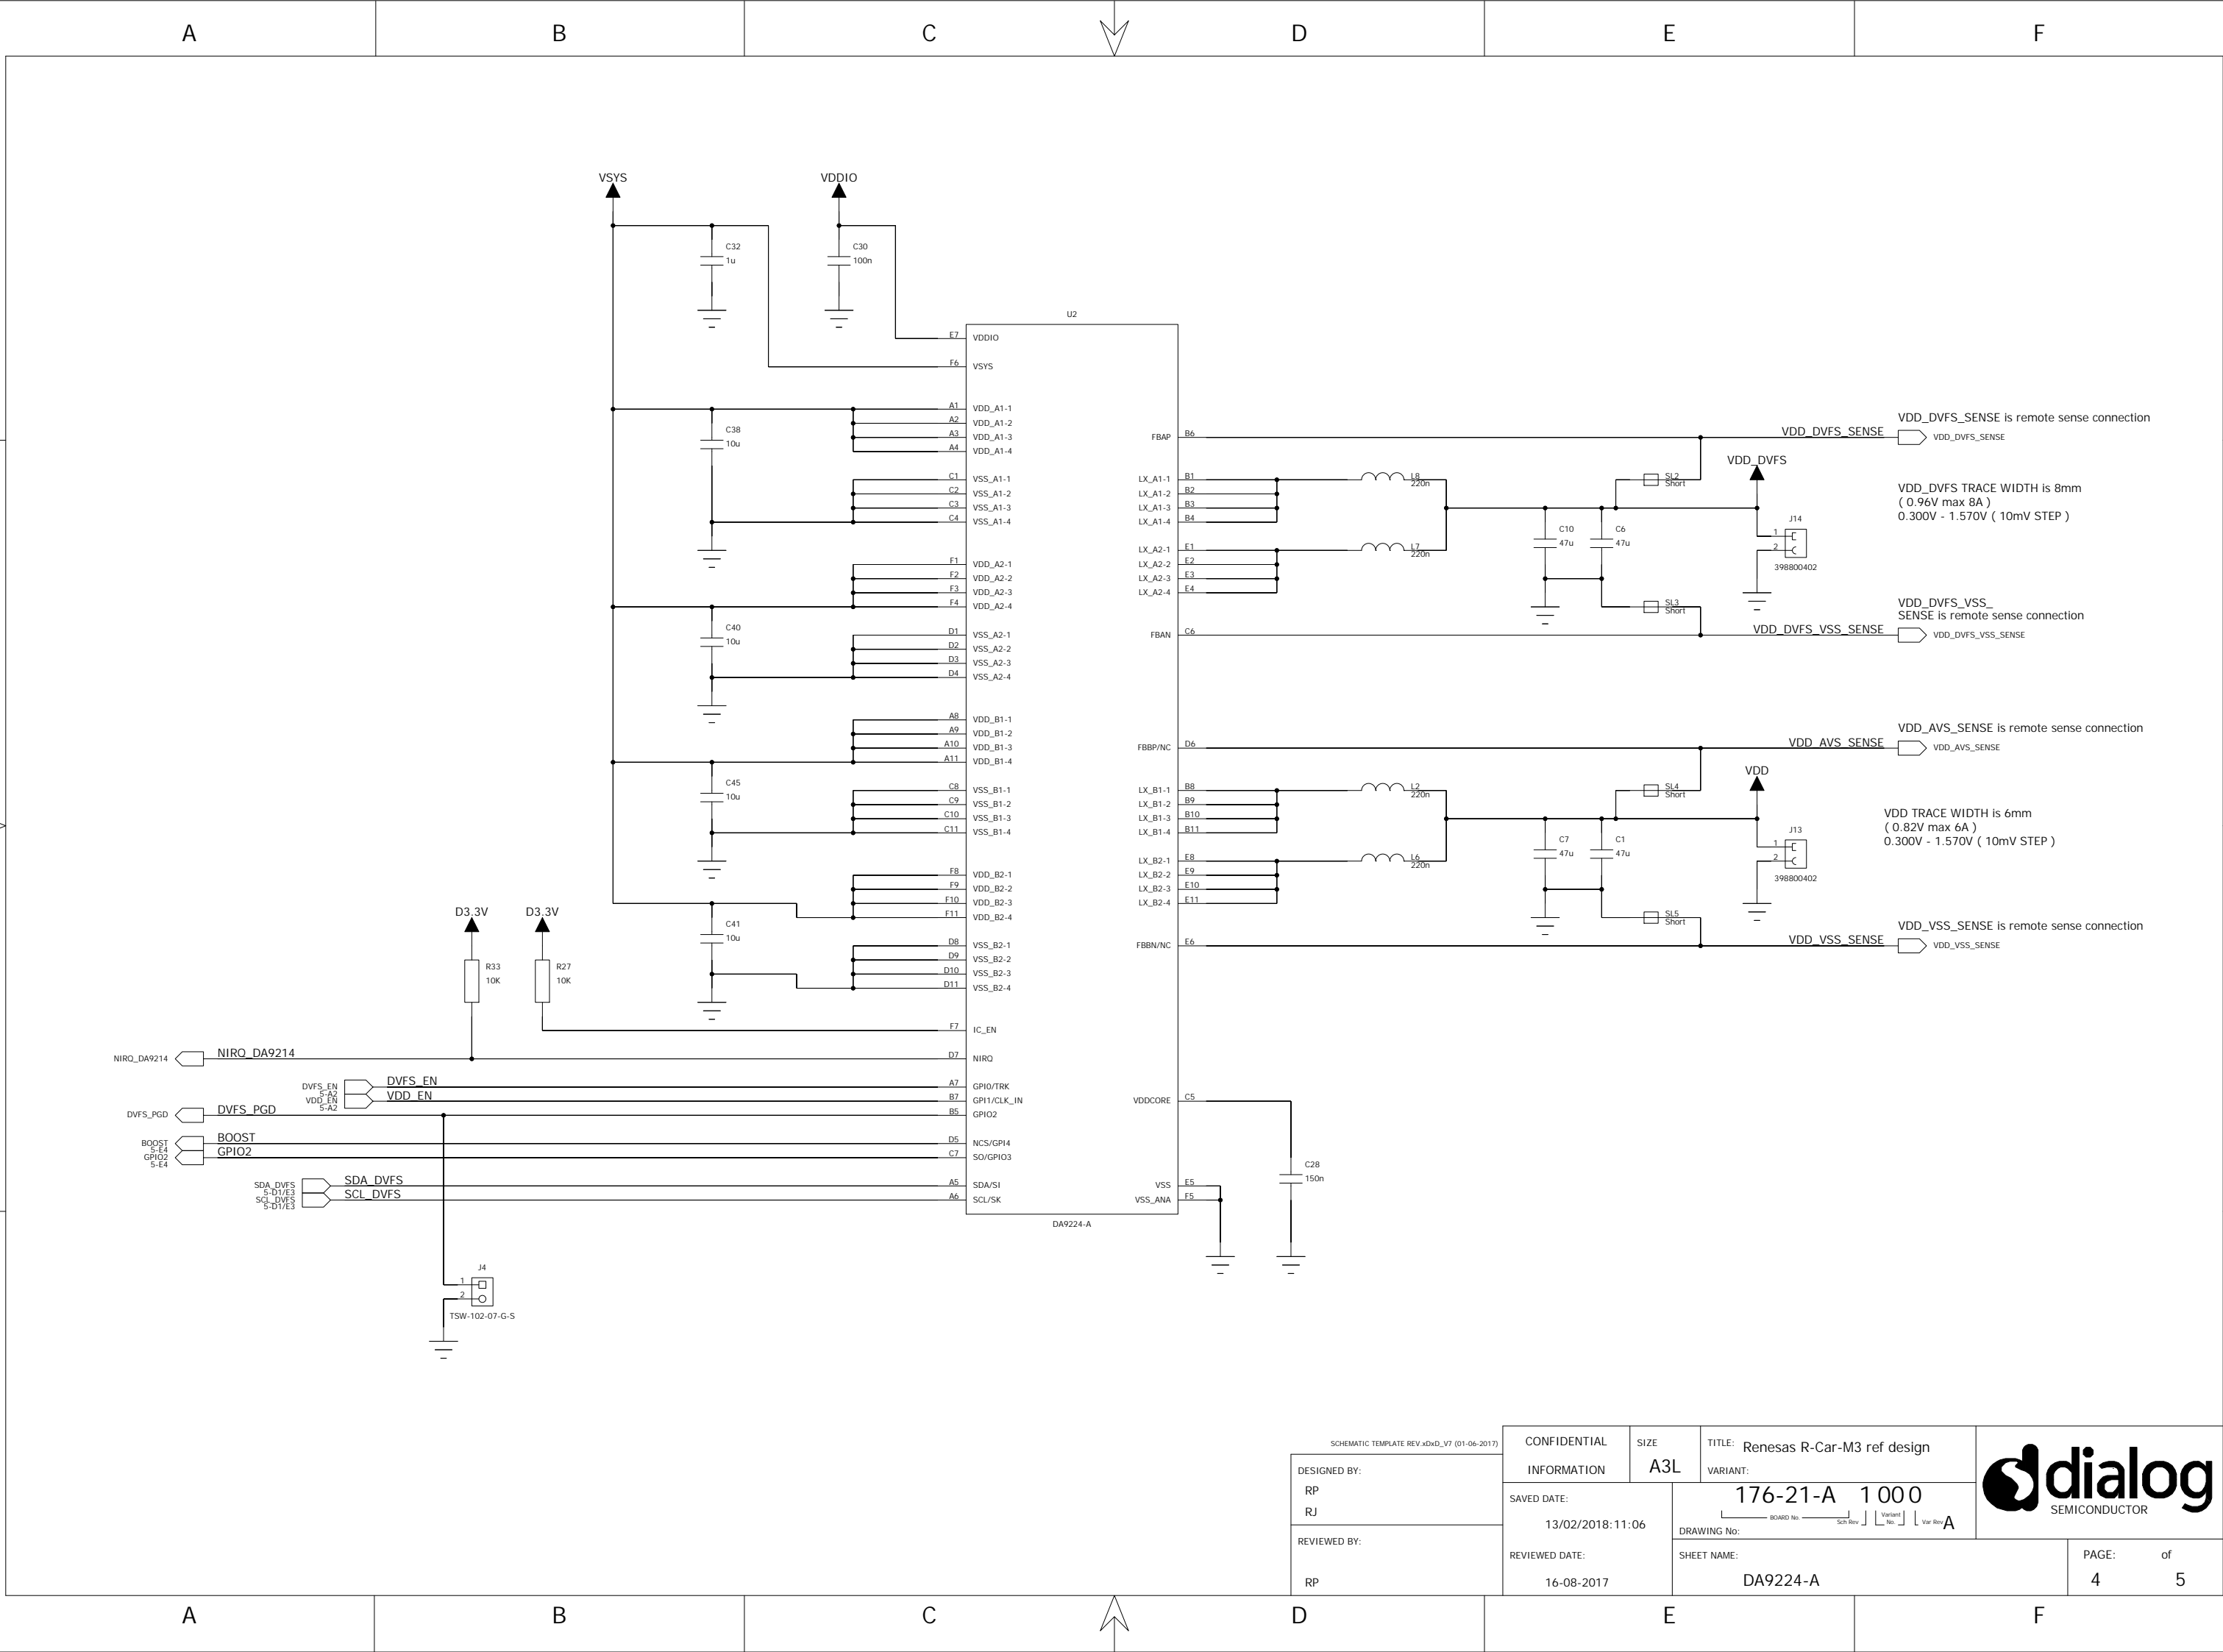 A B C D E F
VSYS
VDDIO
C32
1u
C30
100n
U2
E7 VDDIO
F6 VSYS
A1 VDD_A1-1
A2 VDD_A1-2
A3 VDD_A1-3
A4 VDD_A1-4
C38
10u
C1 VSS_A1-1
C2 VSS_A1-2
C3 VSS_A1-3
C4 VSS_A1-4
F1 VDD_A2-1
F2 VDD_A2-2
F3 VDD_A2-3
F4 VDD_A2-4
C40
10u
D1 VSS_A2-1
D2 VSS_A2-2
D3 VSS_A2-3
D4 VSS_A2-4
A8 VDD_B1-1
A9 VDD_B1-2
A10 VDD_B1-3
A11 VDD_B1-4
C45
10u
C8 VSS_B1-1
C9 VSS_B1-2
C10 VSS_B1-3
C11 VSS_B1-4
F8 VDD_B2-1
F9 VDD_B2-2
F10 VDD_B2-3
F11 VDD_B2-4
C41
10u
D8 VSS_B2-1
D9 VSS_B2-2
D10 VSS_B2-3
D11 VSS_B2-4
D3.3V
D3.3V
R33
10K
R27
10K
F7 IC_EN
NIRQ_DA9214 NIRQ_DA9214 D7 NIRQ
DVFS_EN
5-A2
DVFS_EN A7 GPI0/TRK
VDD_EN
5-A2
VDD_EN B7 GPI1/CLK_IN
DVFS_PGD DVFS_PGD B5 GPIO2
BOOST
5-E4
BOOST D5 NCS/GPI4
GPIO2
5-E4
GPIO2 C7 SO/GPIO3
SDA_DVFS
5-D1/E3
SDA_DVFS A5 SDA/SI
SCL_DVFS
5-D1/E3
SCL_DVFS A6 SCL/SK
J4
1
2
TSW-102-07-G-S
DA9224-A
FBAP B6
VDD_DVFS_SENSE
VDD_DVFS_SENSE
VDD_DVFS_SENSE is remote sense connection
LX_A1-1 B1
LX_A1-2 B2
LX_A1-3 B3
LX_A1-4 B4
L8
220n
SL2
Short
VDD_DVFS
VDD_DVFS TRACE WIDTH is 8mm
( 0.96V max 8A )
0.300V - 1.570V ( 10mV STEP )
LX_A2-1 E1
LX_A2-2 E2
LX_A2-3 E3
LX_A2-4 E4
L7
220n
C10
47u
C6
47u
J14
1
2
398800402
SL3
Short
FBAN C6
VDD_DVFS_VSS_SENSE
VDD_DVFS_VSS_SENSE
VDD_DVFS_VSS_
SENSE is remote sense connection
FBBP/NC D6
VDD_AVS_SENSE
VDD_AVS_SENSE
VDD_AVS_SENSE is remote sense connection
LX_B1-1 B8
LX_B1-2 B9
LX_B1-3 B10
LX_B1-4 B11
L2
220n
SL4
Short
VDD
VDD TRACE WIDTH is 6mm
( 0.82V max 6A )
0.300V - 1.570V ( 10mV STEP )
LX_B2-1 E8
LX_B2-2 E9
LX_B2-3 E10
LX_B2-4 E11
L6
220n
C7
47u
C1
47u
J13
1
2
398800402
SL5
Short
FBBN/NC E6
VDD_VSS_SENSE
VDD_VSS_SENSE
VDD_VSS_SENSE is remote sense connection
VDDCORE C5
C28
150n
VSS E5
VSS_ANA F5
SCHEMATIC TEMPLATE REV.xDxD_V7 (01-06-2017)
DESIGNED BY:
RP
RJ
REVIEWED BY:
RP
CONFIDENTIAL
INFORMATION
SIZE
A3L
TITLE: Renesas R-Car-M3 ref design
VARIANT:
SAVED DATE:
13/02/2018:11:06
REVIEWED DATE:
16-08-2017
176-21-A 1 00 0
BOARD No. Sch Rev Variant No. Var Rev A
DRAWING No:
SHEET NAME:
DA9224-A
dialog
SEMICONDUCTOR
PAGE: of
4 5
A B C D E F